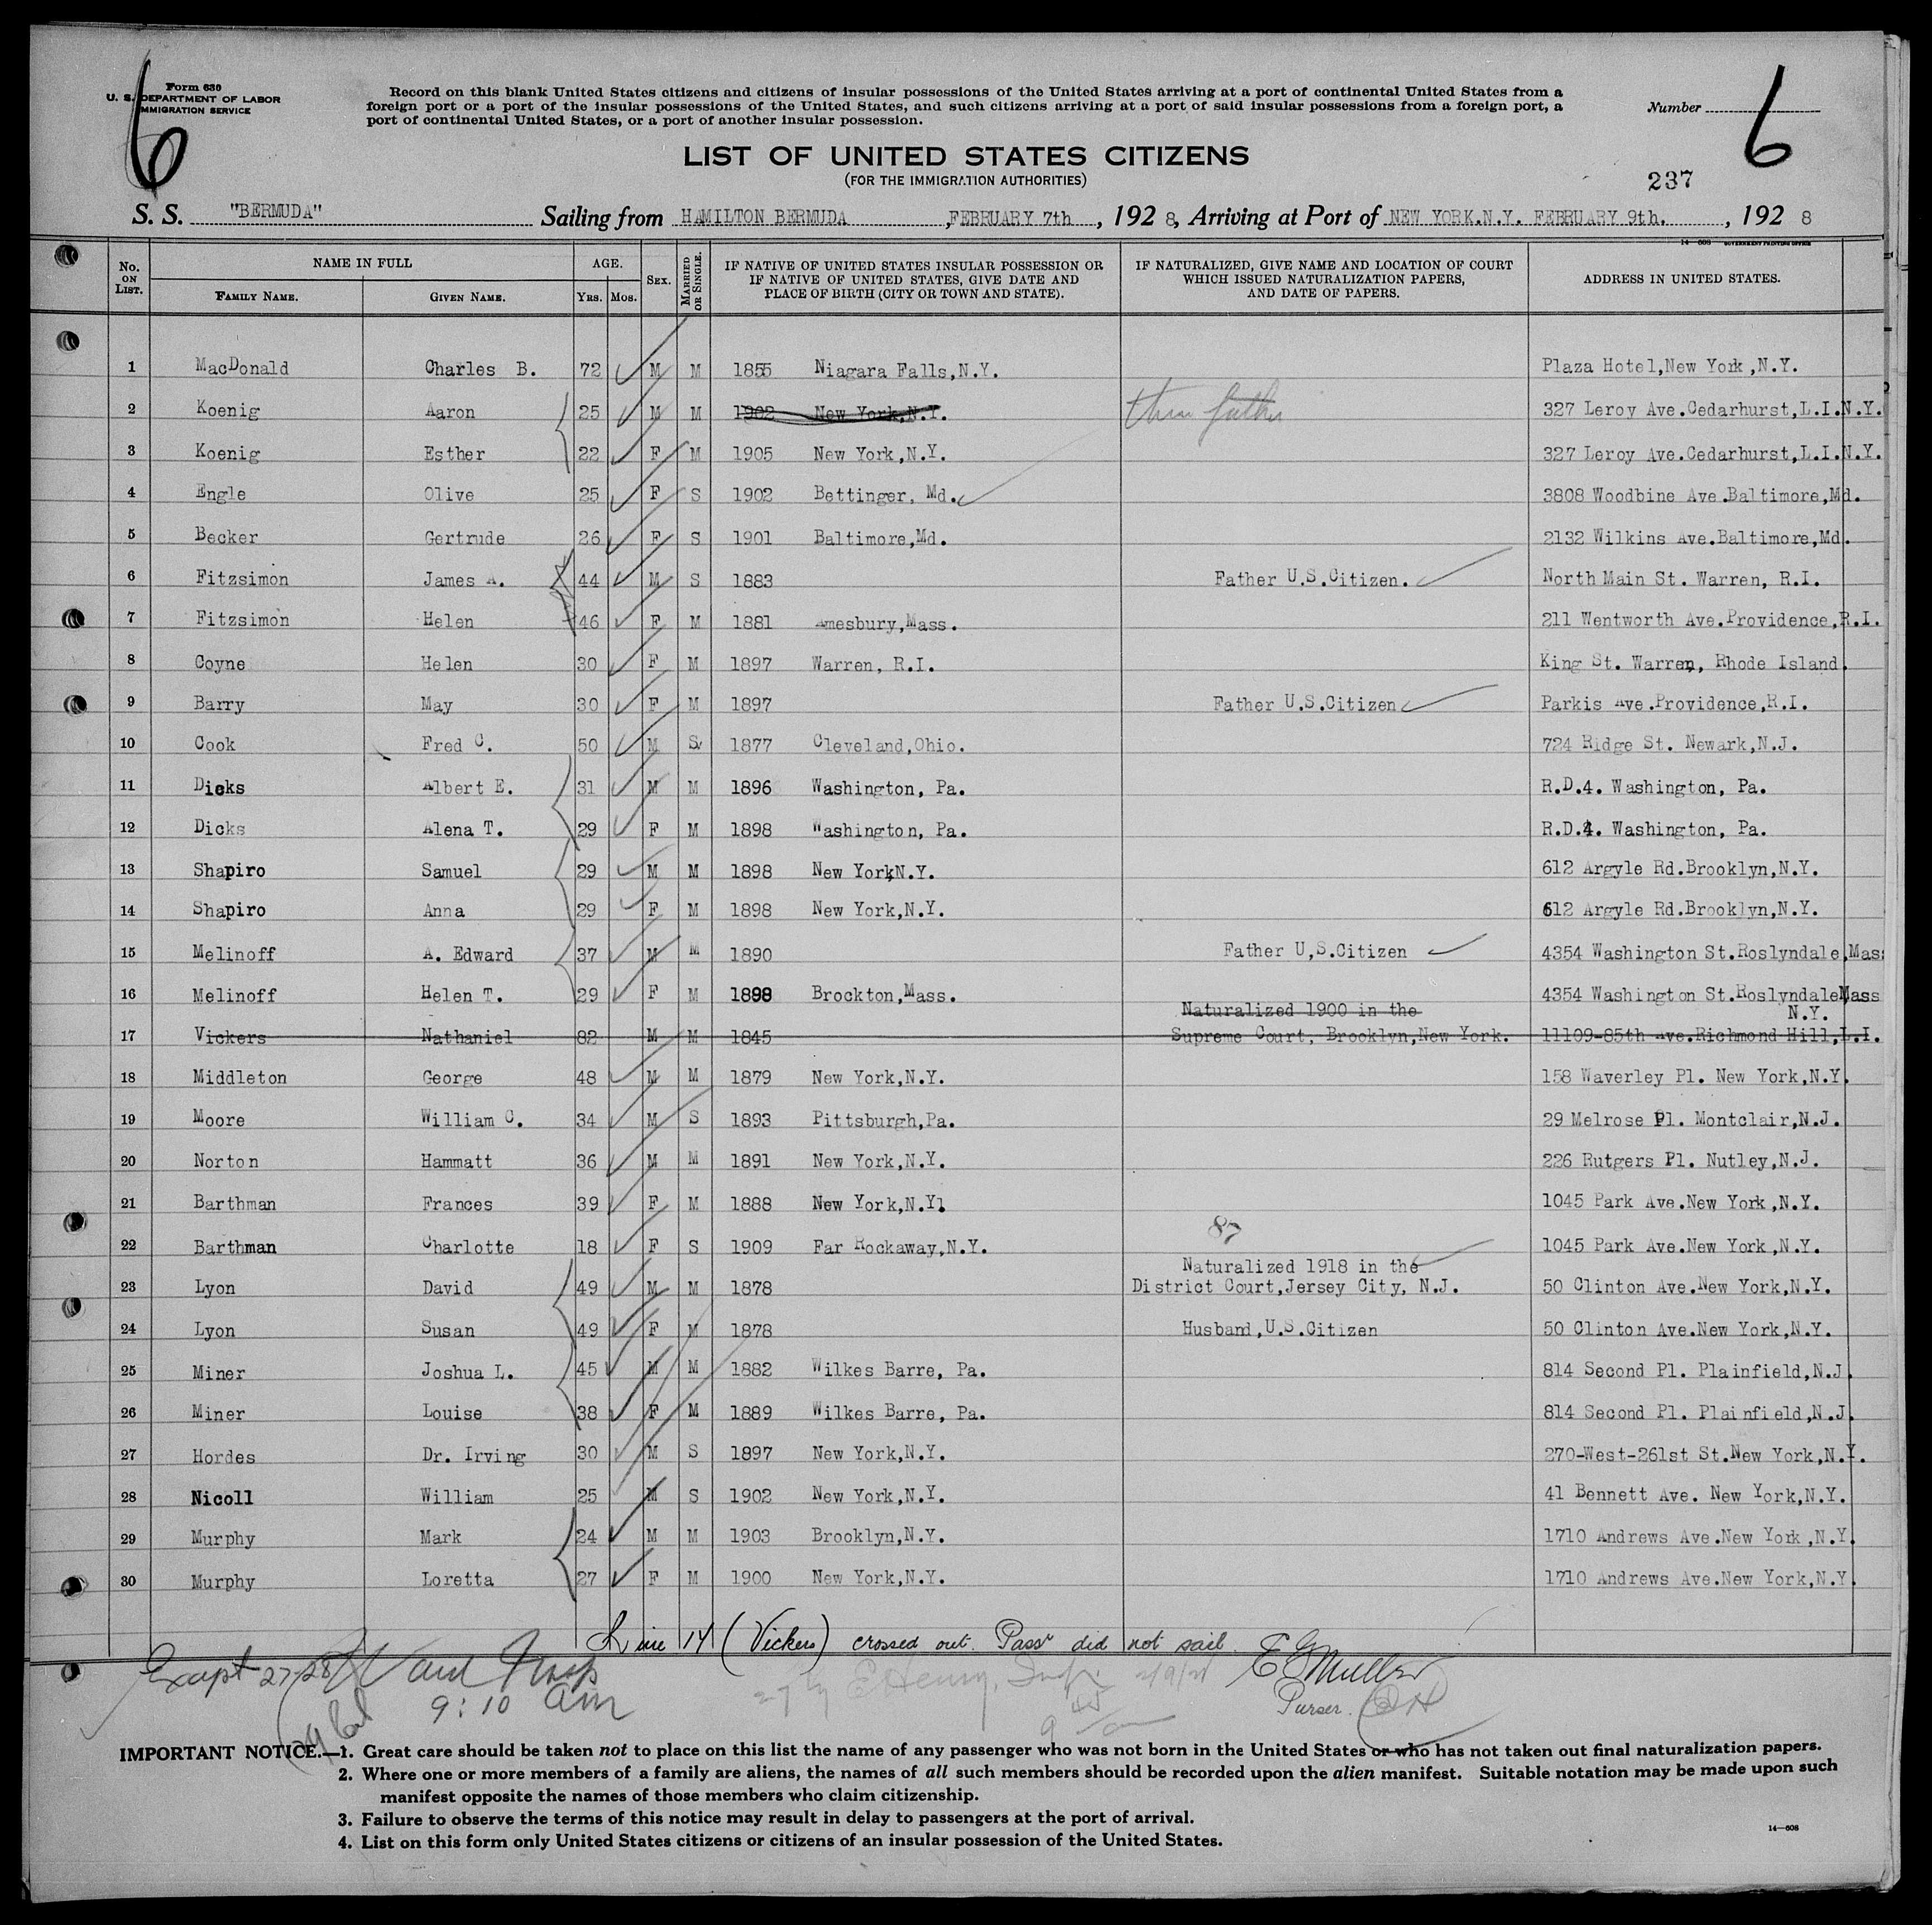 6
Form 630
U. S. DEPARTMENT OF LABOR
IMMIGRATION SERVICE
Record on this blank United States citizens and citizens of insular possessions of the United States arriving at a port of continental United States from a
foreign port or a port of the insular possessions of the United States, and such citizens arriving at a port of said insular possessions from a foreign port, a
port of continental United States, or a port of another insular possession.
Number
6
LIST OF UNITED STATES CITIZENS
(FOR THE IMMIGRATION AUTHORITIES)
237
S. S. "BERMUDA" Sailing from HAMILTON BERMUDA, FEBRUARY 7th, 1928, Arriving at Port of NEW YORK.N.Y. FEBRUARY 9th., 1928
14—608 GOVERNMENT PRINTING OFFICE
No. ON LIST. NAME IN FULL FAMILY NAME. GIVEN NAME. AGE. YRS. MOS. SEX. MARRIED OR SINGLE. IF NATIVE OF UNITED STATES INSULAR POSSESSION OR IF NATIVE OF UNITED STATES, GIVE DATE AND PLACE OF BIRTH (CITY OR TOWN AND STATE). IF NATURALIZED, GIVE NAME AND LOCATION OF COURT WHICH ISSUED NATURALIZATION PAPERS, AND DATE OF PAPERS. ADDRESS IN UNITED STATES.
1 MacDonald Charles B. 72 M M 1855 Niagara Falls,N.Y. Plaza Hotel,New York,N.Y.
2 Koenig Aaron 25 M M 1902 New York,N.Y. thru father 327 Leroy Ave.Cedarhurst,L.I.N.Y.
3 Koenig Esther 22 F M 1905 New York,N.Y. 327 Leroy Ave.Cedarhurst,L.I.N.Y.
4 Engle Olive 25 F S 1902 Bettinger, Md. 3808 Woodbine Ave.Baltimore,Md.
5 Becker Gertrude 26 F S 1901 Baltimore,Md. 2132 Wilkins Ave.Baltimore,Md.
6 Fitzsimon James A. 44 M S 1883 Father U.S.Citizen. North Main St. Warren, R.I.
7 Fitzsimon Helen 46 F M 1881 Amesbury,Mass. 211 Wentworth Ave.Providence,R.I.
8 Coyne Helen 30 F M 1897 Warren, R.I. King St. Warren, Rhode Island.
9 Barry May 30 F M 1897 Father U.S.Citizen Parkis Ave.Providence,R.I.
10 Cook Fred C. 50 M S 1877 Cleveland,Ohio. 724 Ridge St. Newark,N.J.
11 Dicks Albert E. 31 M M 1896 Washington, Pa. R.D.4. Washington, Pa.
12 Dicks Alena T. 29 F M 1898 Washington, Pa. R.D.4. Washington, Pa.
13 Shapiro Samuel 29 M M 1898 New York,N.Y. 612 Argyle Rd.Brooklyn,N.Y.
14 Shapiro Anna 29 F M 1898 New York,N.Y. 612 Argyle Rd.Brooklyn,N.Y.
15 Melinoff A. Edward 37 M M 1890 Father U,S.Citizen 4354 Washington St.Roslyndale,Mass
16 Melinoff Helen T. 29 F M 1898 Brockton,Mass. 4354 Washington St.Roslyndale,Mass
Naturalized 1900 in the N.Y.
17 Vickers Nathaniel 82 M M 1845 Supreme Court, Brooklyn,New York. 11109-85th Ave.Richmond Hill,L.I.
18 Middleton George 48 M M 1879 New York,N.Y. 158 Waverley Pl. New York,N.Y.
19 Moore William C. 34 M S 1893 Pittsburgh,Pa. 29 Melrose Pl. Montclair,N.J.
20 Norton Hammatt 36 M M 1891 New York,N.Y. 226 Rutgers Pl. Nutley,N.J.
21 Barthman Frances 39 F M 1888 New York,N.Yl 1045 Park Ave.New York,N.Y.
87
22 Barthman Charlotte 18 F S 1909 Far Rockaway,N.Y. 1045 Park Ave.New York,N.Y.
Naturalized 1918 in the
23 Lyon David 49 M M 1878 District Court,Jersey City, N.J. 50 Clinton Ave.New York,N.Y.
24 Lyon Susan 49 F M 1878 Husband,U.S.Citizen 50 Clinton Ave.New York,N.Y.
25 Miner Joshua L. 45 M M 1882 Wilkes Barre, Pa. 814 Second Pl. Plainfield,N.J.
26 Miner Louise 38 F M 1889 Wilkes Barre, Pa. 814 Second Pl. Plainfield,N.J.
27 Hordes Dr. Irving 30 M S 1897 New York,N.Y. 270-West-261st St.New York,N.Y.
28 Nicoll William 25 M S 1902 New York,N.Y. 41 Bennett Ave. New York,N.Y.
29 Murphy Mark 24 M M 1903 Brooklyn,N.Y. 1710 Andrews Ave.New York,N.Y.
30 Murphy Loretta 27 F M 1900 New York,N.Y. 1710 Andrews Ave.New York,N.Y.
Line 17 (Vickers) crossed out. Passr did not sail.
Except 27-28 Insp
9:10 am
27 by E Henry, Insp. 2/9/28
9 45 am
E G Muller
Purser.
IMPORTANT NOTICE.—1. Great care should be taken not to place on this list the name of any passenger who was not born in the United States or who has not taken out final naturalization papers.
2. Where one or more members of a family are aliens, the names of all such members should be recorded upon the alien manifest. Suitable notation may be made upon such
manifest opposite the names of those members who claim citizenship.
3. Failure to observe the terms of this notice may result in delay to passengers at the port of arrival.
4. List on this form only United States citizens or citizens of an insular possession of the United States.
14—608